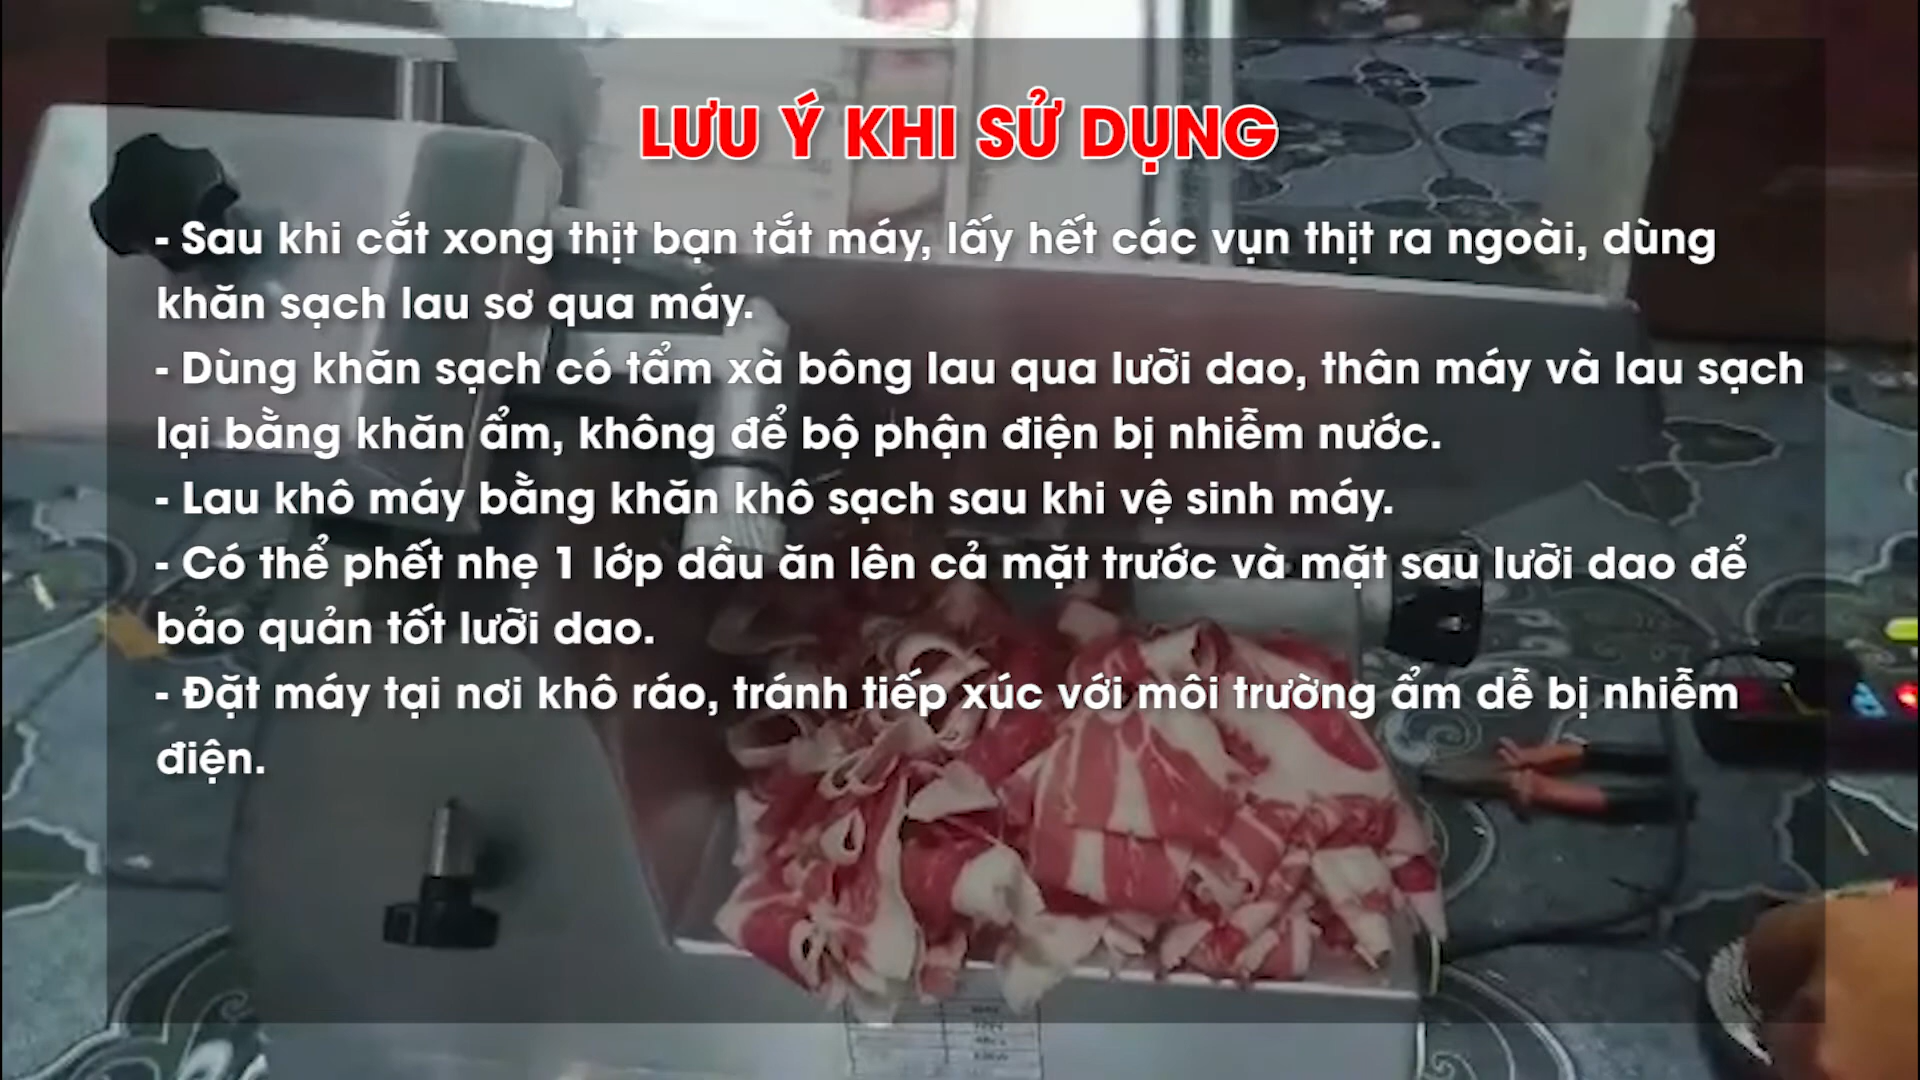 LƯU Ý KHI SỬ DỤNG
- Sau khi cắt xong thịt bạn tắt máy, lấy hết các vụn thịt ra ngoài, dùng
khăn sạch lau sơ qua máy.
- Dùng khăn sạch có tẩm xà bông lau qua lưỡi dao, thân máy và lau sạch
lại bằng khăn ẩm, không để bộ phận điện bị nhiễm nước.
- Lau khô máy bằng khăn khô sạch sau khi vệ sinh máy.
- Có thể phết nhẹ 1 lớp dầu ăn lên cả mặt trước và mặt sau lưỡi dao để
bảo quản tốt lưỡi dao.
- Đặt máy tại nơi khô ráo, tránh tiếp xúc với môi trường ẩm dễ bị nhiễm
điện.